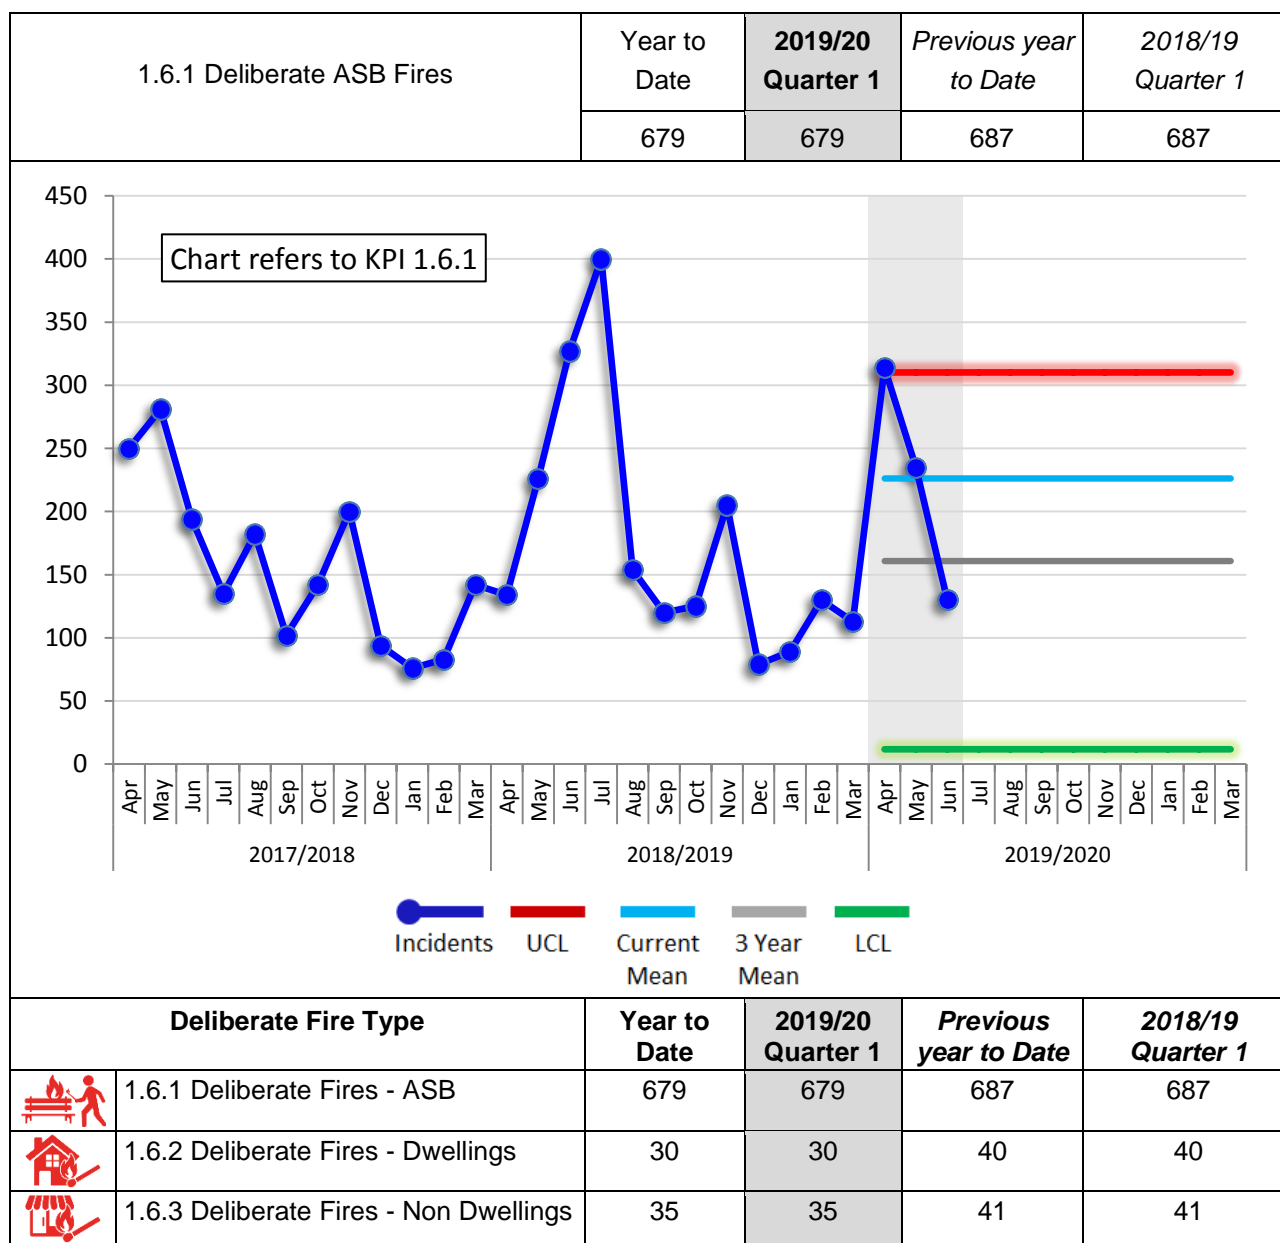 1.6.1 Deliberate ASB Fires
Year to Date
2019/20 Quarter 1
Previous year to Date
2018/19 Quarter 1
679 679 687 687
Chart refers to KPI 1.6.1
450
400
350
300
250
200
150
100
50
0
Apr May Jun Jul Aug Sep Oct Nov Dec Jan Feb Mar Apr May Jun Jul Aug Sep Oct Nov Dec Jan Feb Mar Apr May Jun Jul Aug Sep Oct Nov Dec Jan Feb Mar
2017/2018 2018/2019 2019/2020
Incidents UCL Current Mean 3 Year Mean LCL
Deliberate Fire Type
Year to Date
2019/20 Quarter 1
Previous year to Date
2018/19 Quarter 1
1.6.1 Deliberate Fires - ASB 679 679 687 687
1.6.2 Deliberate Fires - Dwellings 30 30 40 40
1.6.3 Deliberate Fires - Non Dwellings 35 35 41 41